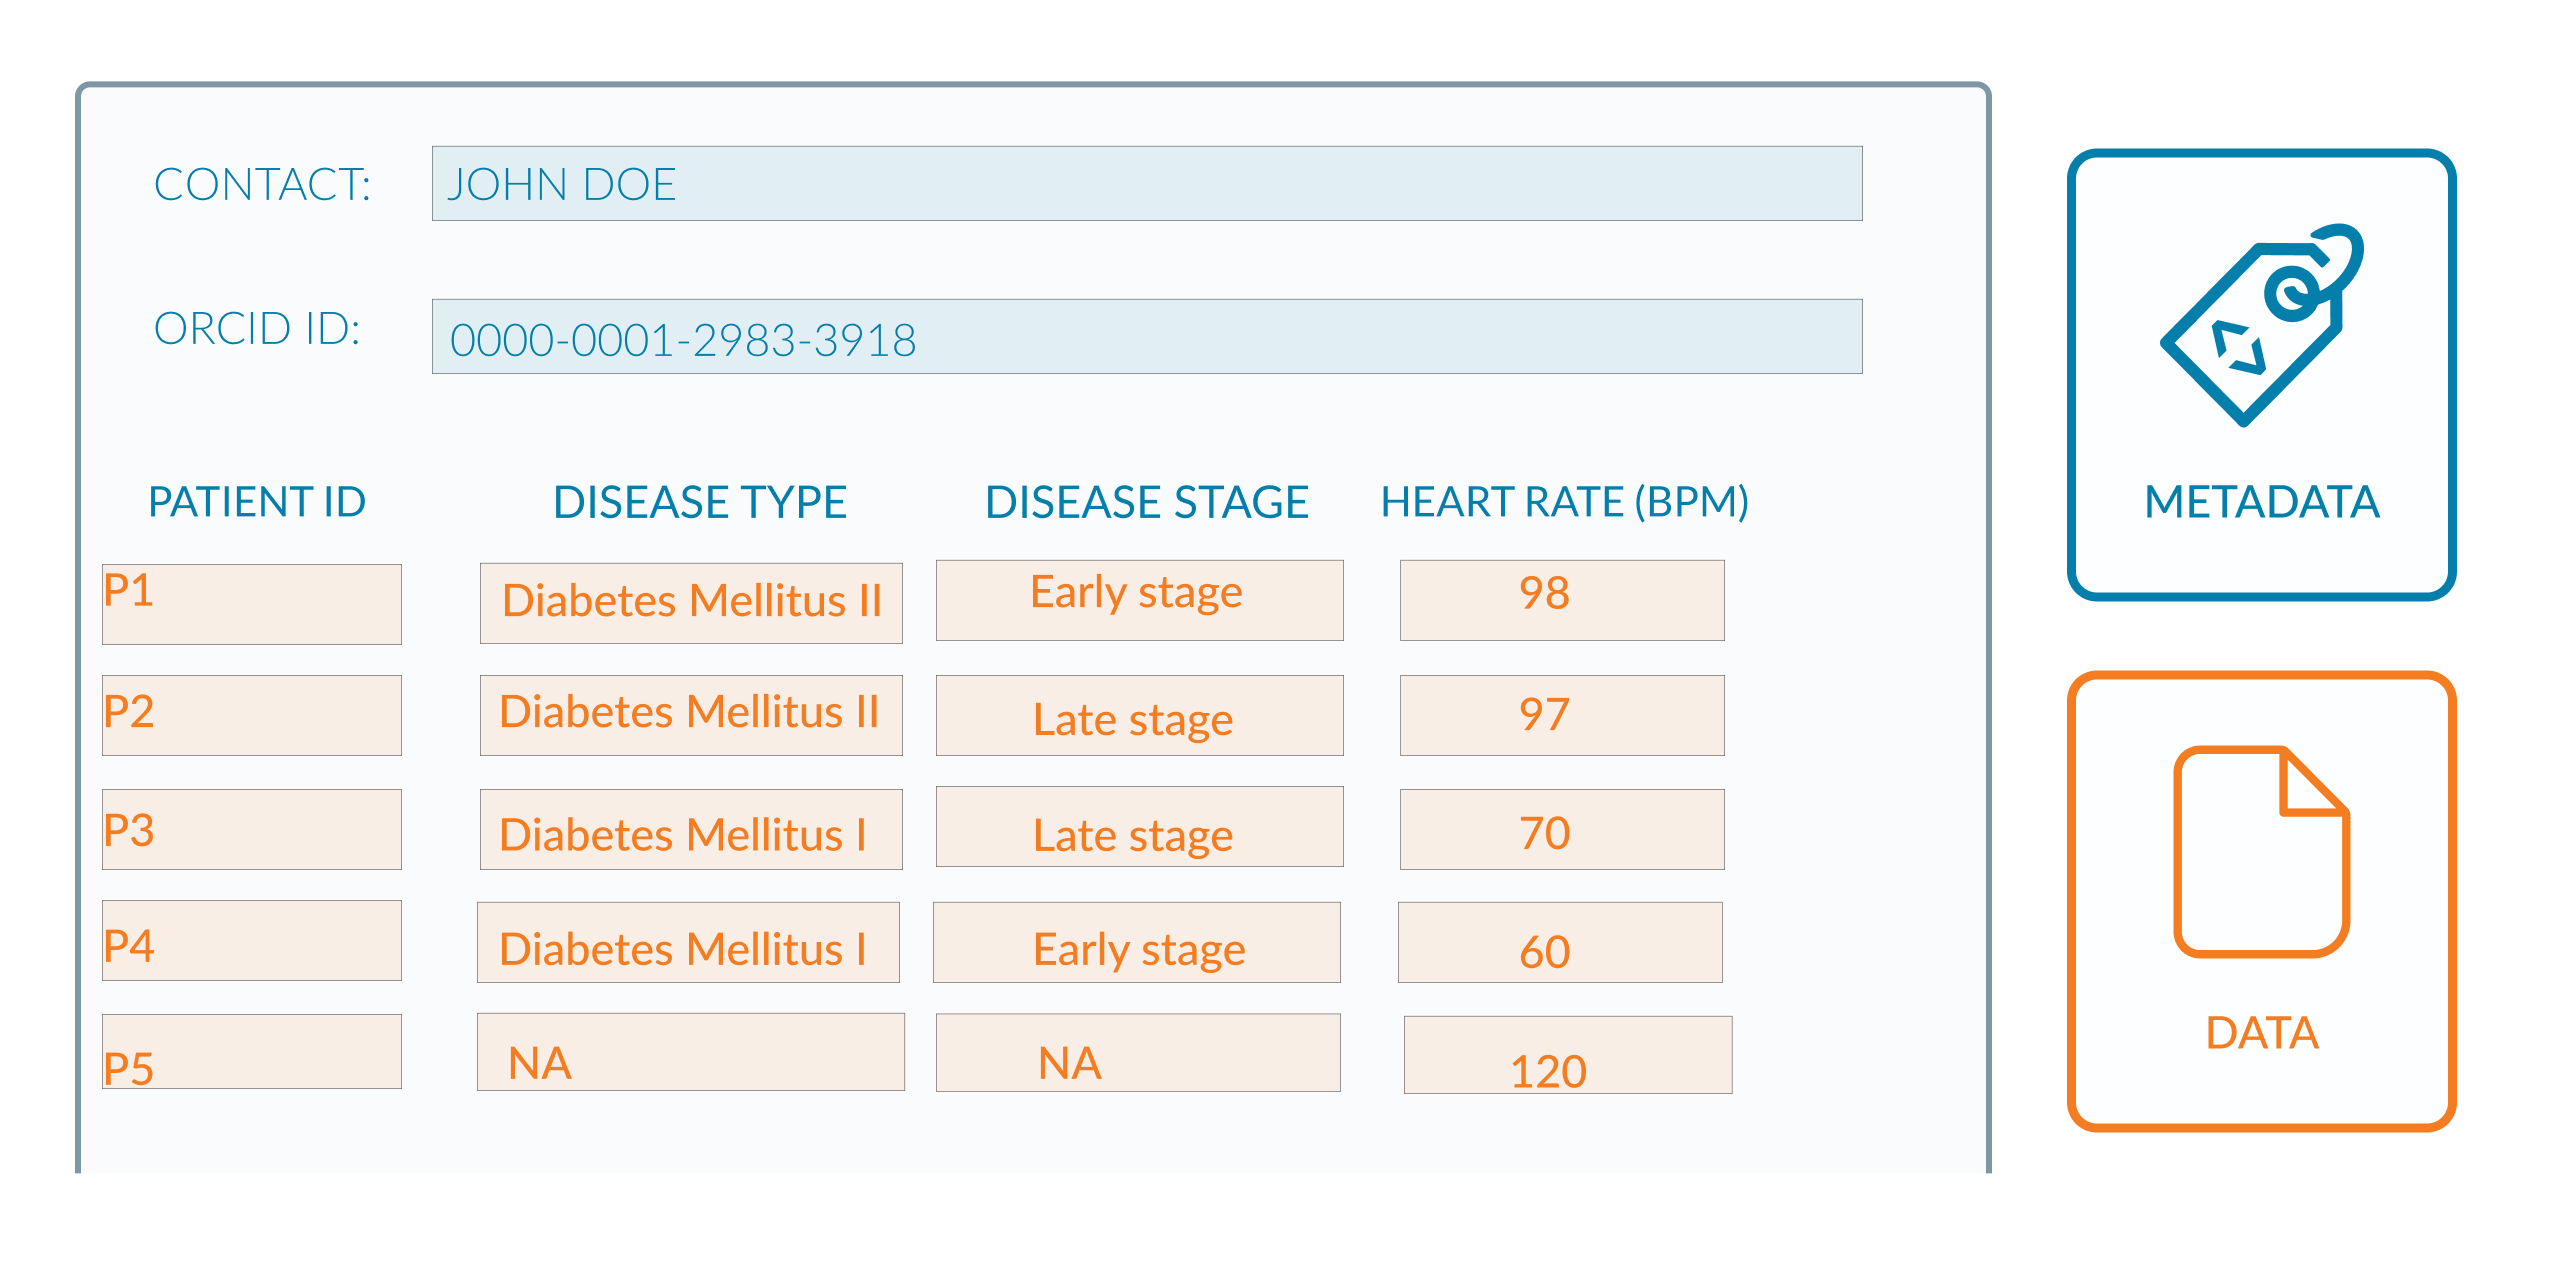 CONTACT: JOHN DOE
ORCID ID: 0000-0001-2983-3918
PATIENT ID DISEASE TYPE DISEASE STAGE HEART RATE (BPM)
P1 Diabetes Mellitus II Early stage 98
P2 Diabetes Mellitus II Late stage 97
P3 Diabetes Mellitus I Late stage 70
P4 Diabetes Mellitus I Early stage 60
P5 NA NA 120
METADATA
DATA